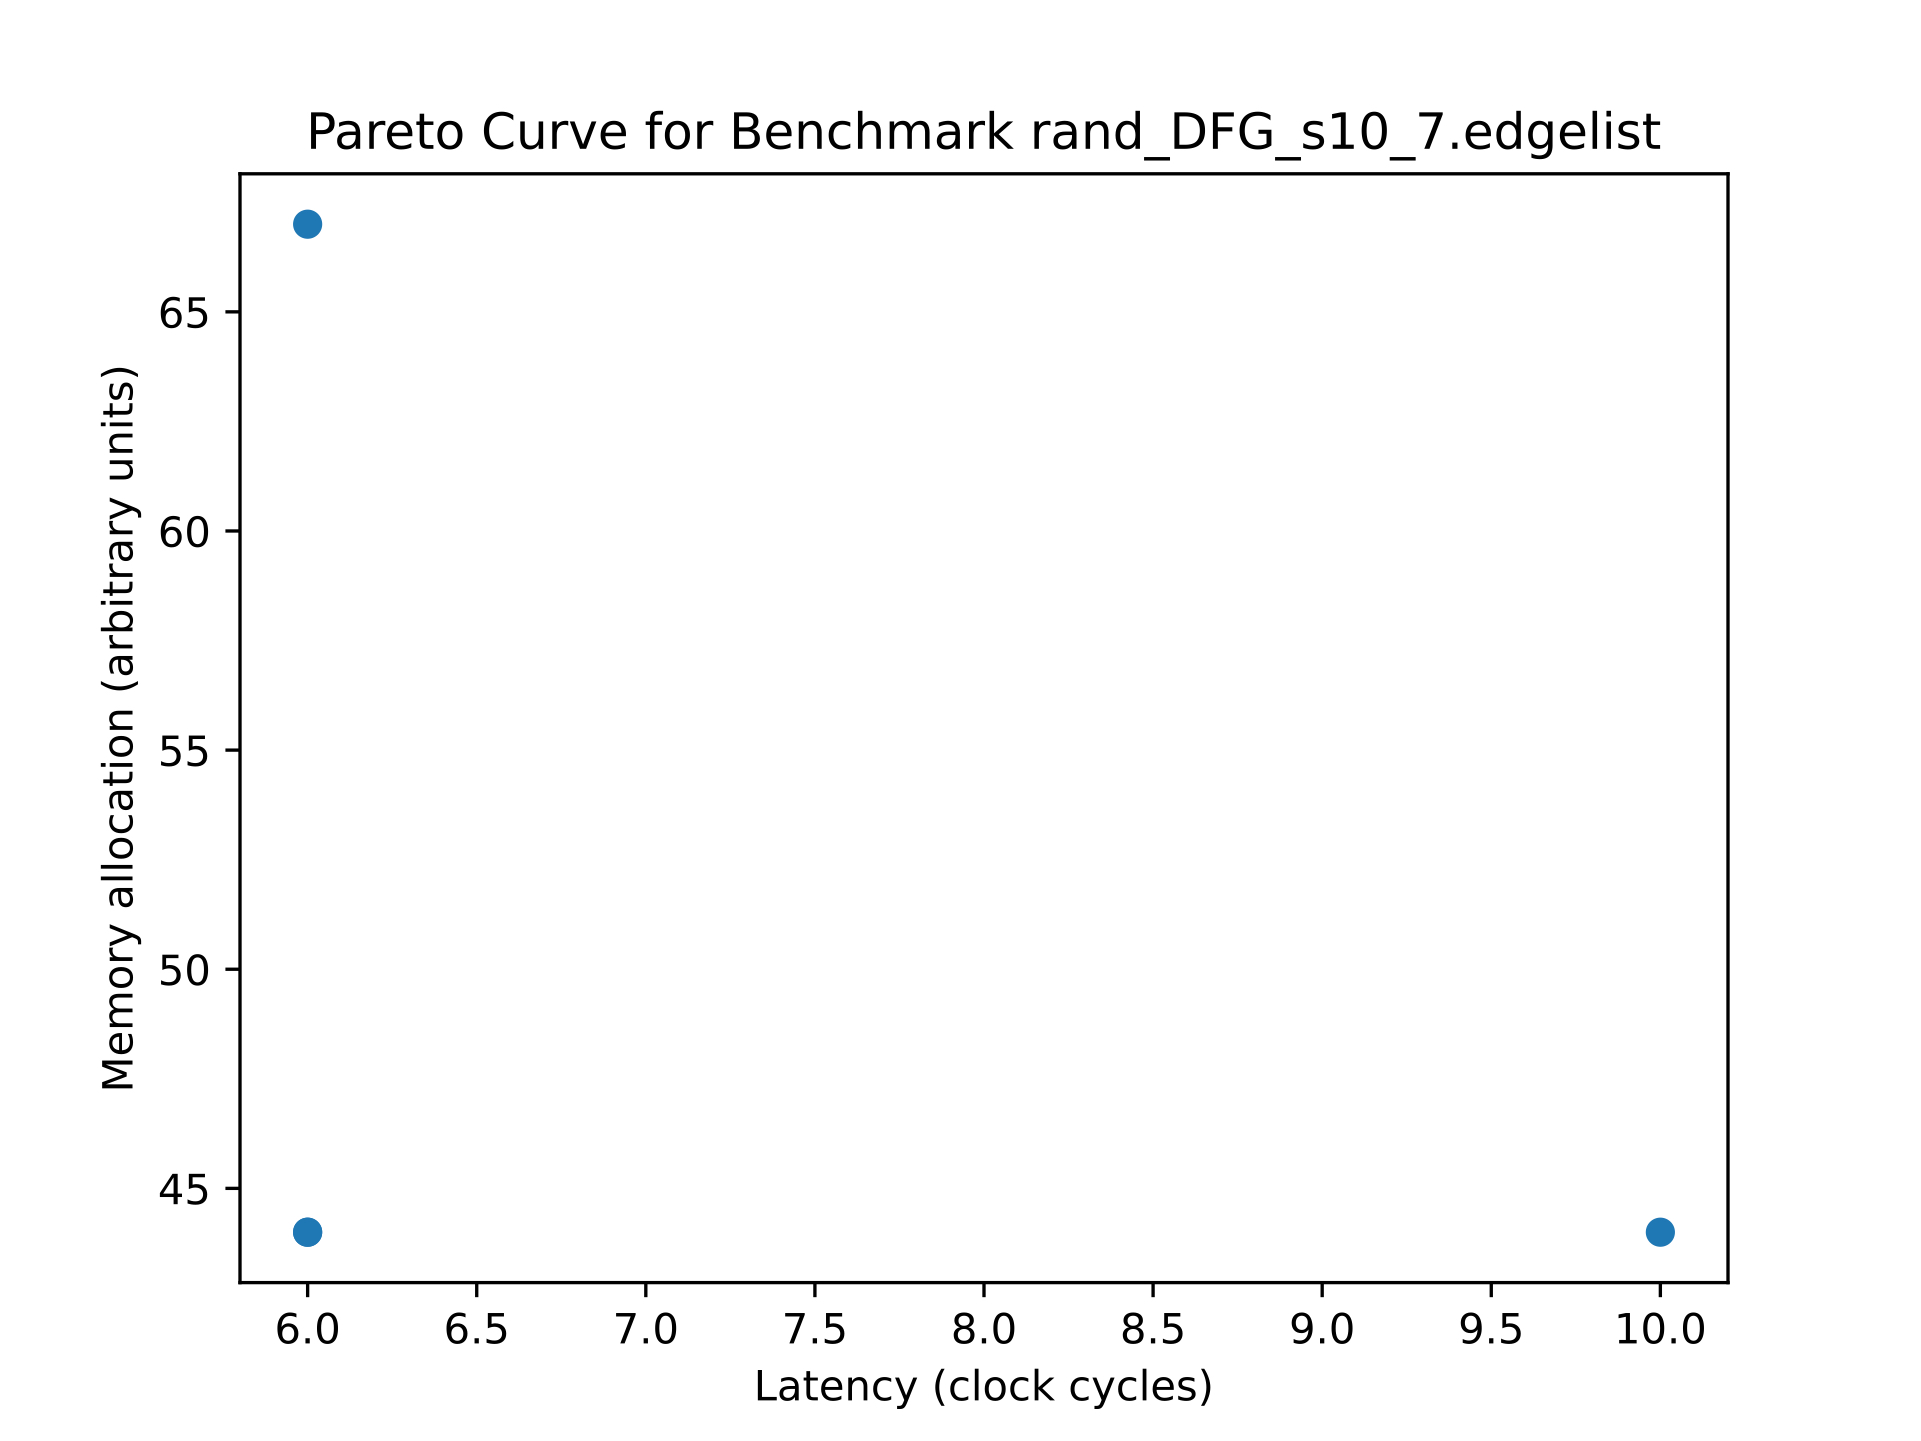 Pareto Curve for Benchmark rand_DFG_s10_7.edgelist
Memory allocation (arbitrary units)
65
60
55
50
45
6.0 6.5 7.0 7.5 8.0 8.5 9.0 9.5 10.0
Latency (clock cycles)